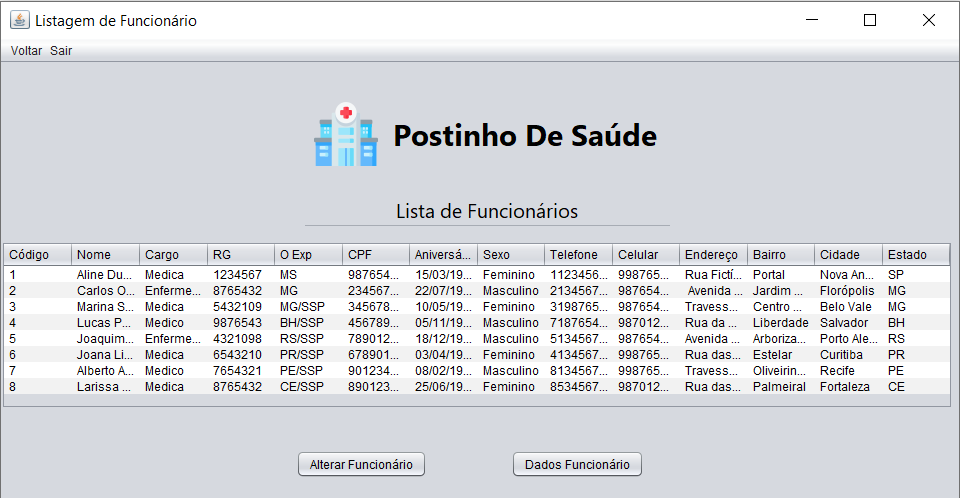 Listagem de Funcionário
Voltar Sair
Postinho De Saúde
Lista de Funcionários
Código Nome Cargo RG O Exp CPF Aniversá... Sexo Telefone Celular Endereço Bairro Cidade Estado
1 Aline Du... Medica 1234567 MS 987654... 15/03/19... Feminino 1123456... 998765... Rua Fictí... Portal Nova An... SP
2 Carlos O... Enferme... 8765432 MG 234567... 22/07/19... Masculino 2134567... 987654... Avenida ... Jardim ... Florópolis MG
3 Marina S... Medico 5432109 MG/SSP 345678... 10/05/19... Feminino 3198765... 987654... Travess... Centro ... Belo Vale MG
4 Lucas P... Medico 9876543 BH/SSP 456789... 05/11/19... Masculino 7187654... 987012... Rua da ... Liberdade Salvador BH
5 Joaquim... Enferme... 4321098 RS/SSP 789012... 18/12/19... Masculino 5134567... 987654... Avenida ... Arboriza... Porto Ale... RS
6 Joana Li... Medica 6543210 PR/SSP 678901... 03/04/19... Feminino 4134567... 998765... Rua das... Estelar Curitiba PR
7 Alberto A... Medico 7654321 PE/SSP 901234... 08/02/19... Masculino 8134567... 998765... Travess... Oliveirin... Recife PE
8 Larissa ... Medica 8765432 CE/SSP 890123... 25/06/19... Feminino 8534567... 987012... Rua das... Palmeiral Fortaleza CE
Alterar Funcionário Dados Funcionário